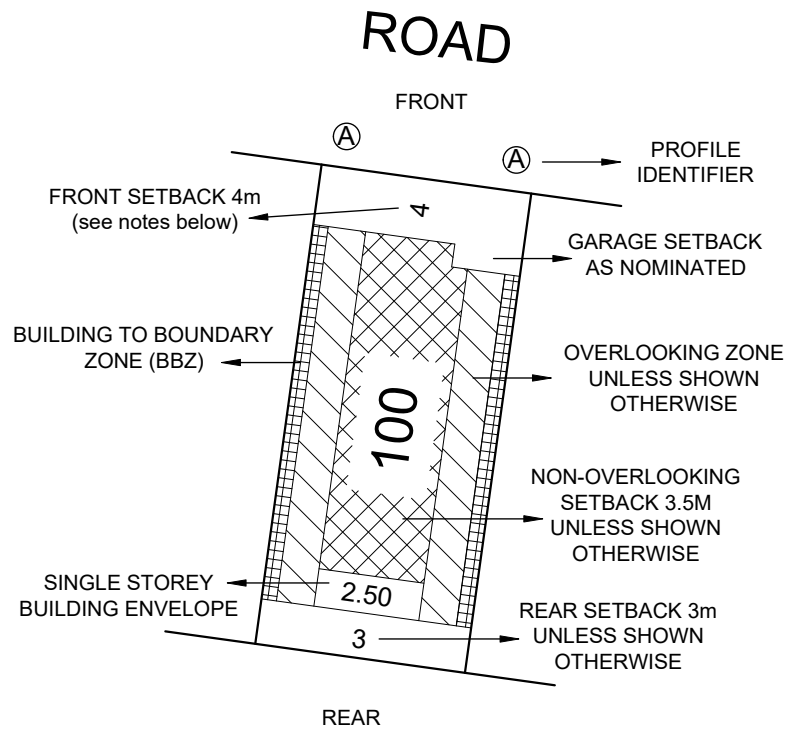 ROAD
FRONT
A
A
PROFILE
IDENTIFIER
FRONT SETBACK 4m
(see notes below)
4
GARAGE SETBACK
AS NOMINATED
BUILDING TO BOUNDARY
ZONE (BBZ)
OVERLOOKING ZONE
UNLESS SHOWN
OTHERWISE
100
NON-OVERLOOKING
SETBACK 3.5M
UNLESS SHOWN
OTHERWISE
SINGLE STOREY
BUILDING ENVELOPE
2.50
REAR SETBACK 3m
UNLESS SHOWN
OTHERWISE
3
REAR